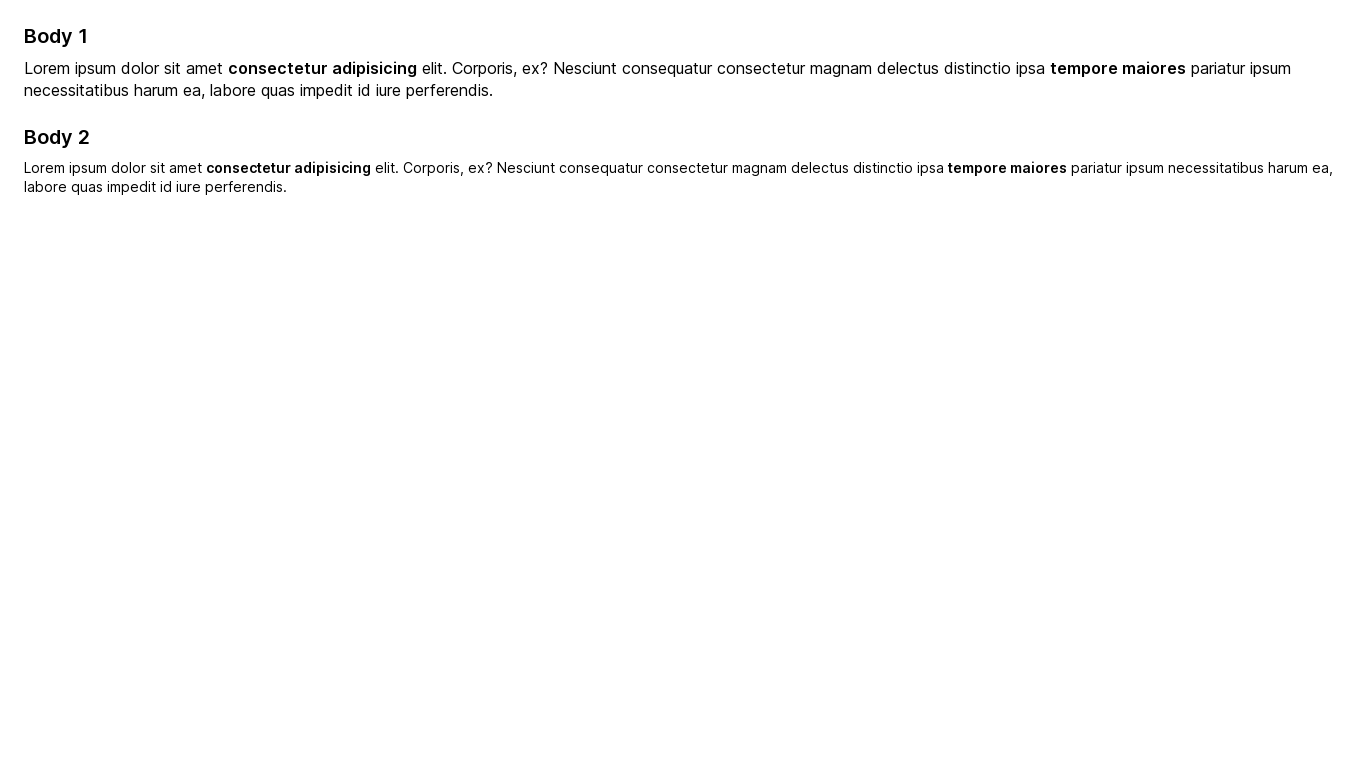 Body 1
Lorem ipsum dolor sit amet consectetur adipisicing elit. Corporis, ex? Nesciunt consequatur consectetur magnam delectus distinctio ipsa tempore maiores pariatur ipsum
necessitatibus harum ea, labore quas impedit id iure perferendis.
Body 2
Lorem ipsum dolor sit amet consectetur adipisicing elit. Corporis, ex? Nesciunt consequatur consectetur magnam delectus distinctio ipsa tempore maiores pariatur ipsum necessitatibus harum ea,
labore quas impedit id iure perferendis.